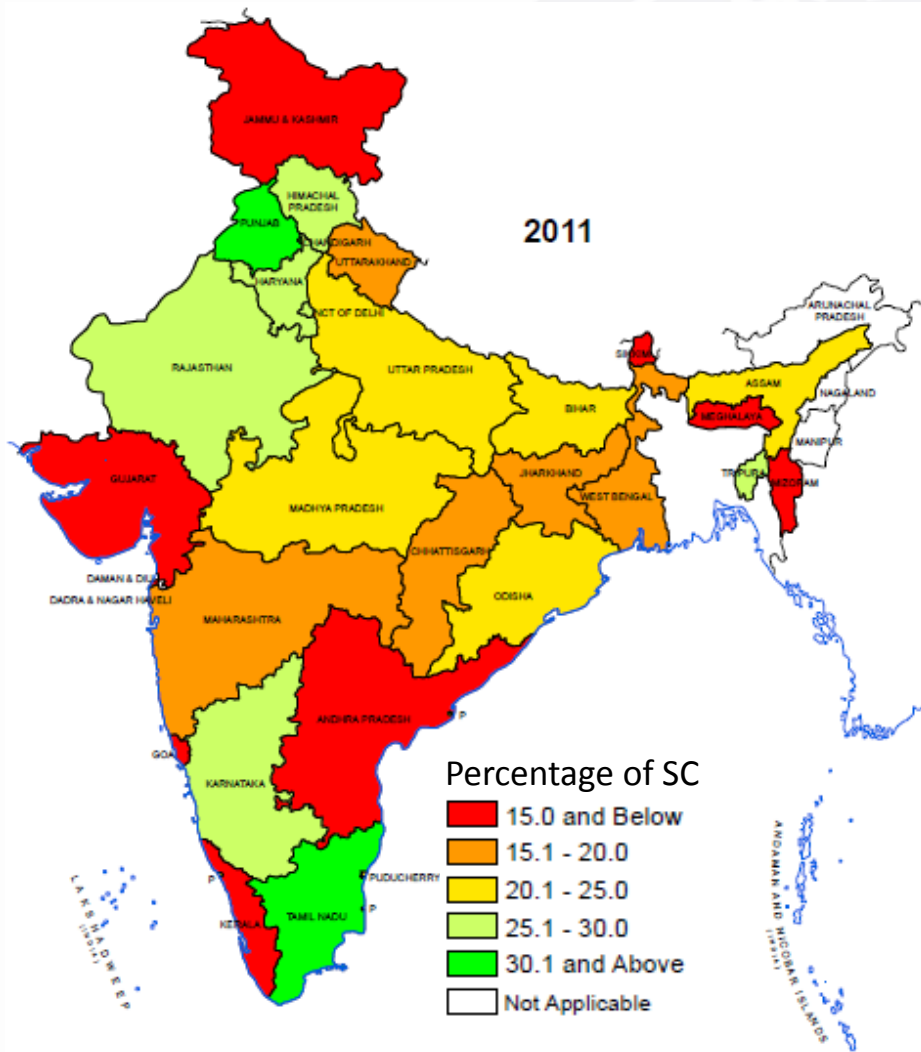 JAMMU & KASHMIR
HIMACHAL
PRADESH
PUNJAB
2011
CHANDIGARH
UTTARAKHAND
HARYANA
ARUNACHAL
PRADESH
NCT OF DELHI
RAJASTHAN
UTTAR PRADESH
SIKKIM
ASSAM
NAGALAND
BIHAR
MEGHALAYA
MANIPUR
GUJARAT
JHARKHAND
TRIPURA
MIZORAM
WEST BENGAL
MADHYA PRADESH
CHHATTISGARH
DAMAN & DIU
DADRA & NAGAR HAVELI
ODISHA
MAHARASHTRA
P
ANDHRA PRADESH
GOA
KARNATAKA
Percentage of SC
15.0 and Below
15.1 - 20.0
20.1 - 25.0
25.1 - 30.0
30.1 and Above
Not Applicable
P
PUDUCHERRY
P
TAMIL NADU
KERALA
LAKSHADWEEP
(INDIA)
ANDAMAN AND NICOBAR ISLANDS
(INDIA)